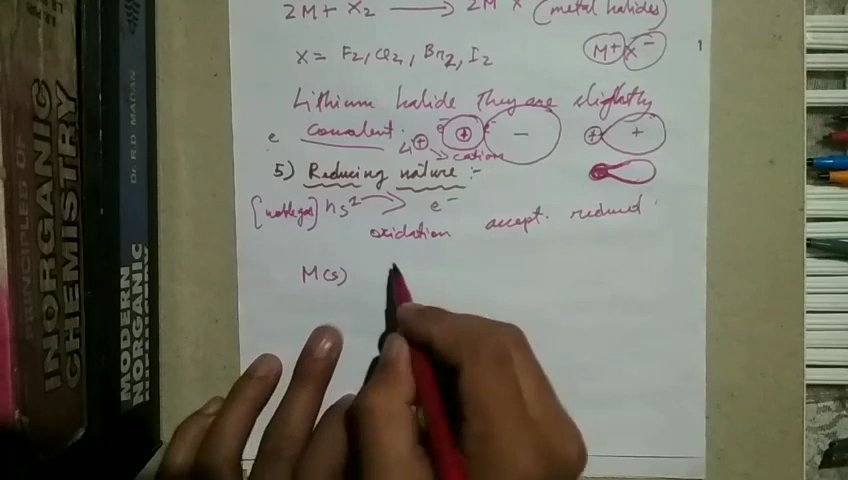 2M + X2 → 2M X (metal halides)
X = F2, Cl2, Br2, I2
M+ X-
1
Lithium halide They are slightly
e covalent. Li + → cation e + e -
+ +
5) Reducing nature :-
[noble gas] ns1 → e-
oxidation accept. reduced
M(s)
PRINCIPLES OF
INORGANIC
CHEMISTRY
MODERN
INORGANIC
Dr. R.D. MADAN